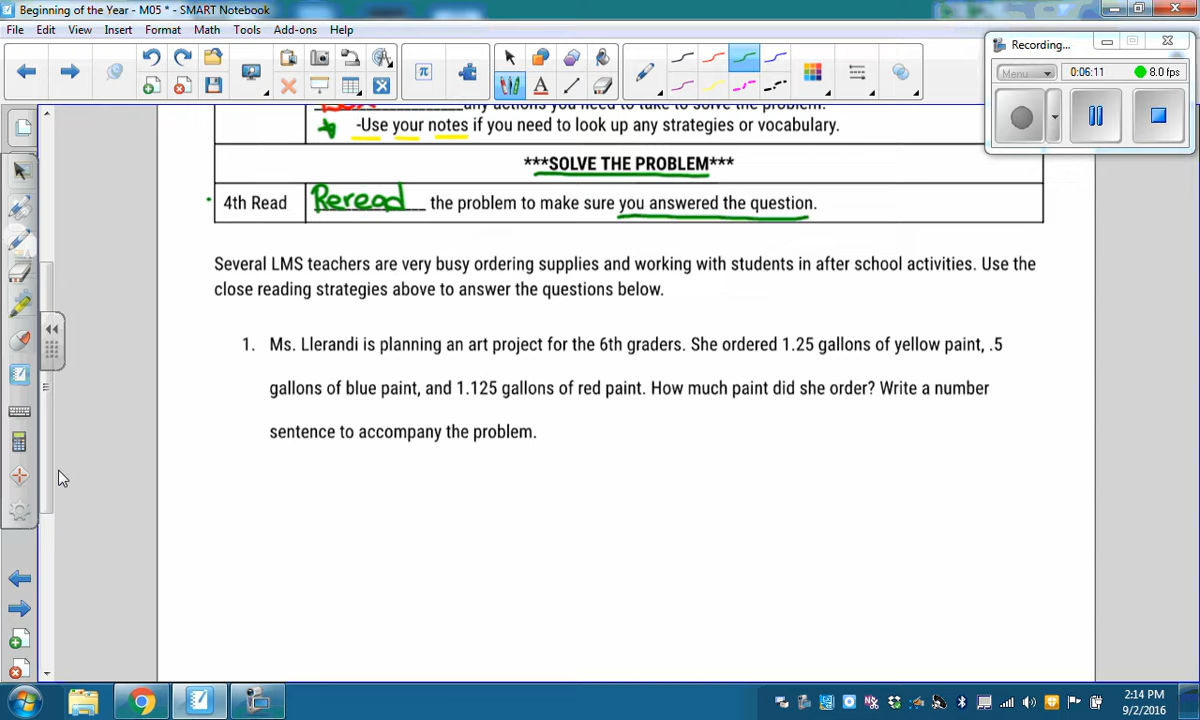 Beginning of the Year - M05 * - SMART Notebook
File Edit View Insert Format Math Tools Add-ons Help
Recording...
Menu 0:06:11 8.0 fps
any actions you need to take to solve the problem.
-Use your notes if you need to look up any strategies or vocabulary.
***SOLVE THE PROBLEM***
4th Read Reread the problem to make sure you answered the question.
Several LMS teachers are very busy ordering supplies and working with students in after school activities. Use the
close reading strategies above to answer the questions below.
1. Ms. Llerandi is planning an art project for the 6th graders. She ordered 1.25 gallons of yellow paint, .5
gallons of blue paint, and 1.125 gallons of red paint. How much paint did she order? Write a number
sentence to accompany the problem.
2:14 PM
9/2/2016